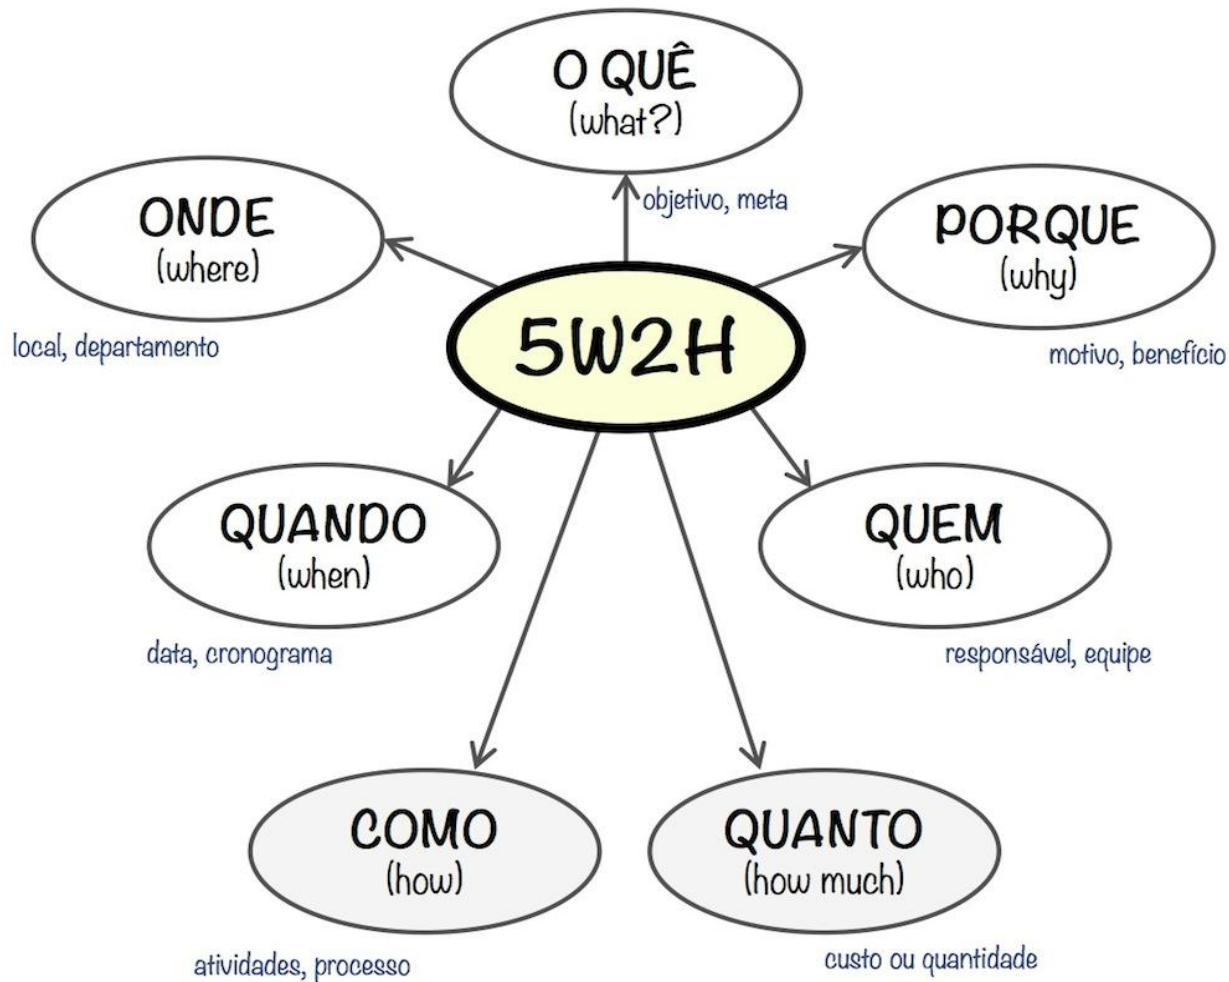 O QUÊ
(what?)
objetivo, meta
ONDE
(where)
local, departamento
PORQUE
(why)
motivo, benefício
5W2H
QUANDO
(when)
data, cronograma
QUEM
(who)
responsável, equipe
COMO
(how)
atividades, processo
QUANTO
(how much)
custo ou quantidade